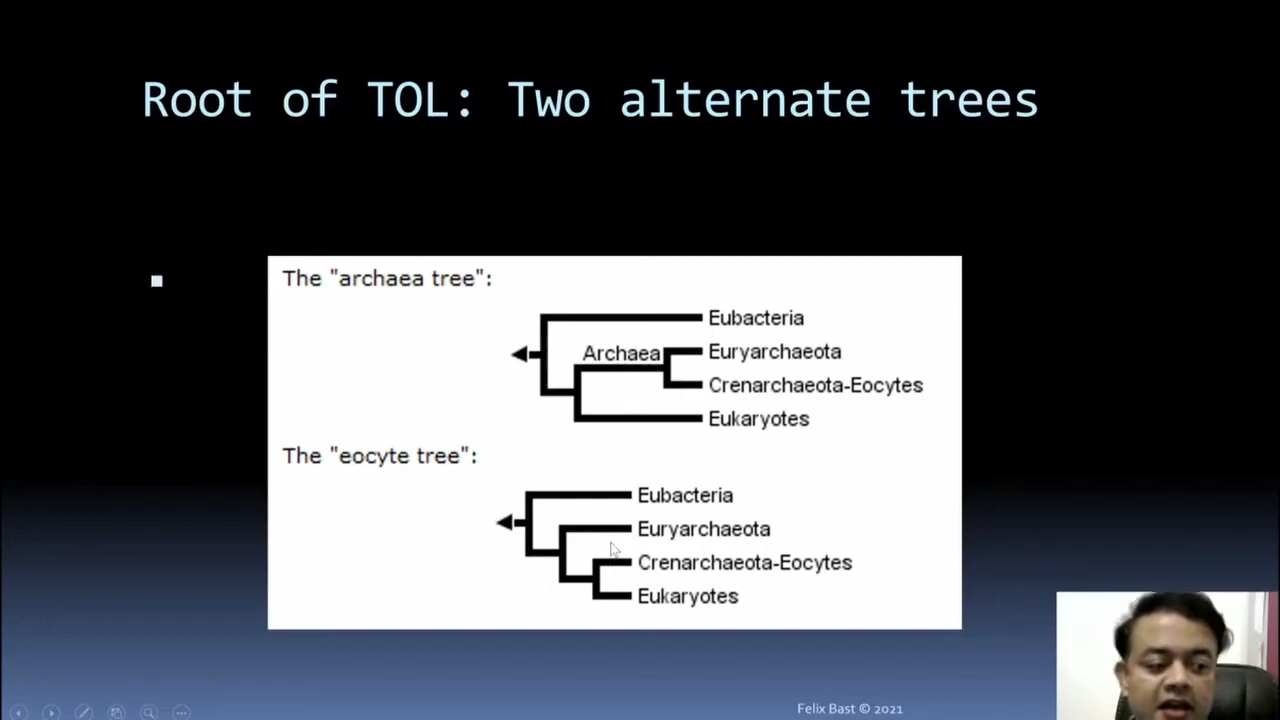 Root of TOL: Two alternate trees
The "archaea tree":
Eubacteria
Archaea
Euryarchaeota
Crenarchaeota-Eocytes
Eukaryotes
The "eocyte tree":
Eubacteria
Euryarchaeota
Crenarchaeota-Eocytes
Eukaryotes
Felix Bast © 2021